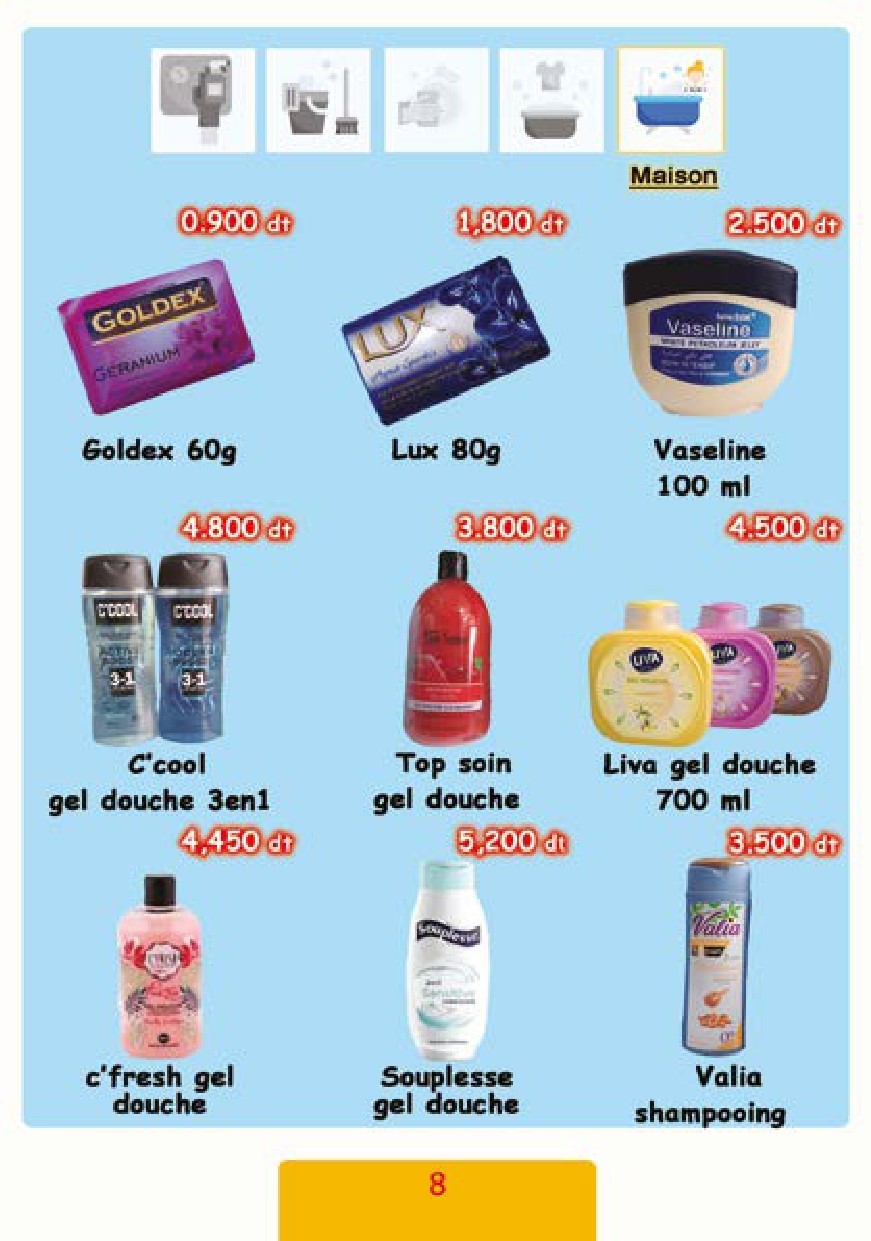 Maison
0.900 dt
1,800 dt
2.500 dt
GOLDEX
GERANIUM
LUX
Vaseline
WHITE PETROLEUM JELLY
Goldex 60g
Lux 80g
Vaseline
100 ml
4.800 dt
3.800 dt
4.500 dt
C'COOL
3-1
C'COOL
3-1
LIVA
LIVA
C'cool
gel douche 3en1
Top soin
gel douche
Liva gel douche
700 ml
4,450 dt
5,200 dt
3.500 dt
Souplesse
Sensitive
Valia
c'fresh gel
douche
Souplesse
gel douche
Valia
shampooing
8